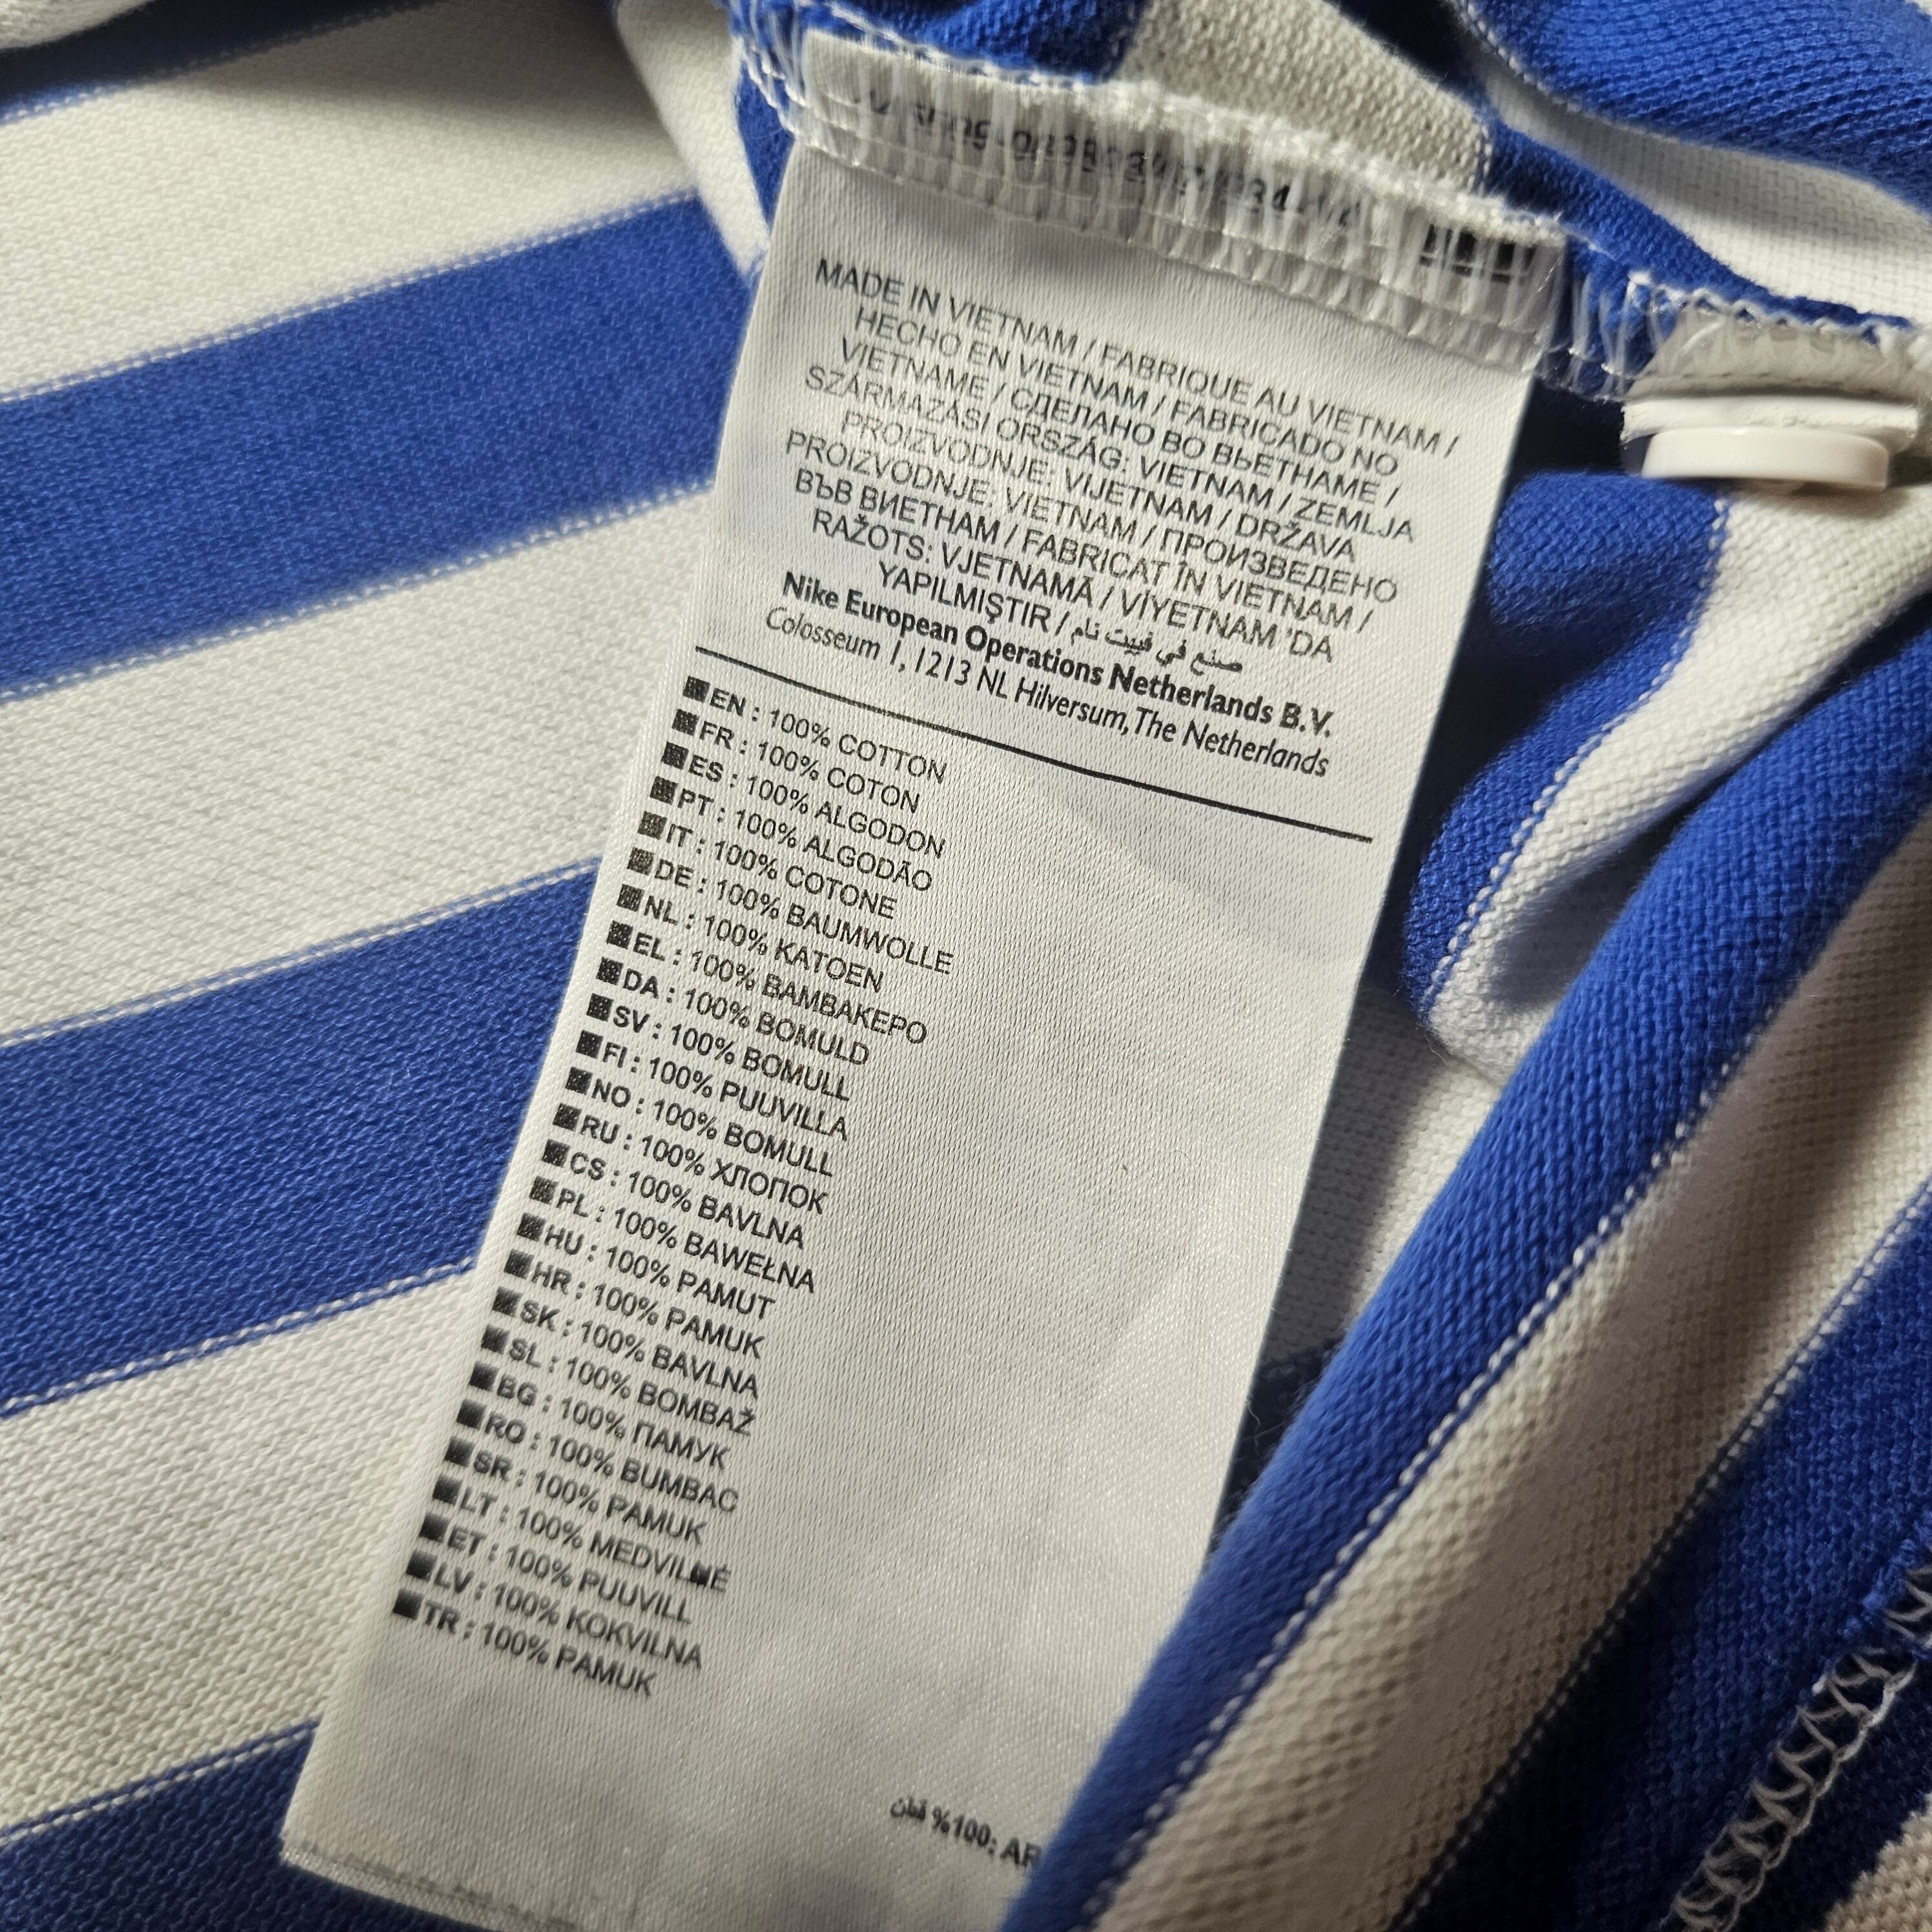 MADE IN VIETNAM / FABRIQUE AU VIETNAM /
HECHO EN VIETNAM / FABRICADO NO
VIETNAME / СДЕЛАНО ВО ВЬЕТНАМЕ /
SZÁRMAZÁSI ORSZÁG: VIETNAM / ZEMLJA
PROIZVODNJE: VIJETNAM / DRŽAVA
PROIZVODNJE: VIETNAM / ПРОИЗВЕДЕНО
ВЪВ ВИЕТНАМ / FABRICAT ÎN VIETNAM /
RAŽOTS: VJETNAMĀ / VİYETNAM 'DA
YAPILMIŞTIR / صنع في فييت نام
Nike European Operations Netherlands B.V.
Colosseum 1, 1213 NL Hilversum, The Netherlands
EN : 100% COTTON
FR : 100% COTON
ES : 100% ALGODON
PT : 100% ALGODÃO
IT : 100% COTONE
DE : 100% BAUMWOLLE
NL : 100% KATOEN
EL : 100% ΒΑΜΒΑΚΕΡΟ
DA : 100% BOMULD
SV : 100% BOMULL
FI : 100% PUUVILLA
NO : 100% BOMULL
RU : 100% ХЛОПОК
CS : 100% BAVLNA
PL : 100% BAWEŁNA
HU : 100% PAMUT
HR : 100% PAMUK
SK : 100% BAVLNA
SL : 100% BOMBAŽ
BG : 100% ПАМУК
RO : 100% BUMBAC
SR : 100% PAMUK
LT : 100% MEDVILNĖ
ET : 100% PUUVILL
LV : 100% KOKVILNA
TR : 100% PAMUK
AR :100% قطن